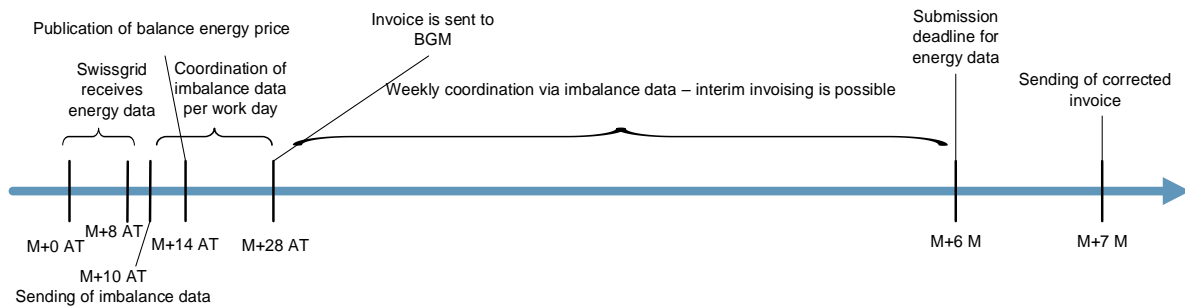 Publication of balance energy price
Swissgrid
receives
energy data
Coordination of
imbalance data
per work day
Invoice is sent to
BGM
Weekly coordination via imbalance data – interim invoising is possible
Submission
deadline for
energy data
Sending of corrected
invoice
M+0 AT
M+8 AT
M+10 AT
Sending of imbalance data
M+14 AT
M+28 AT
M+6 M
M+7 M